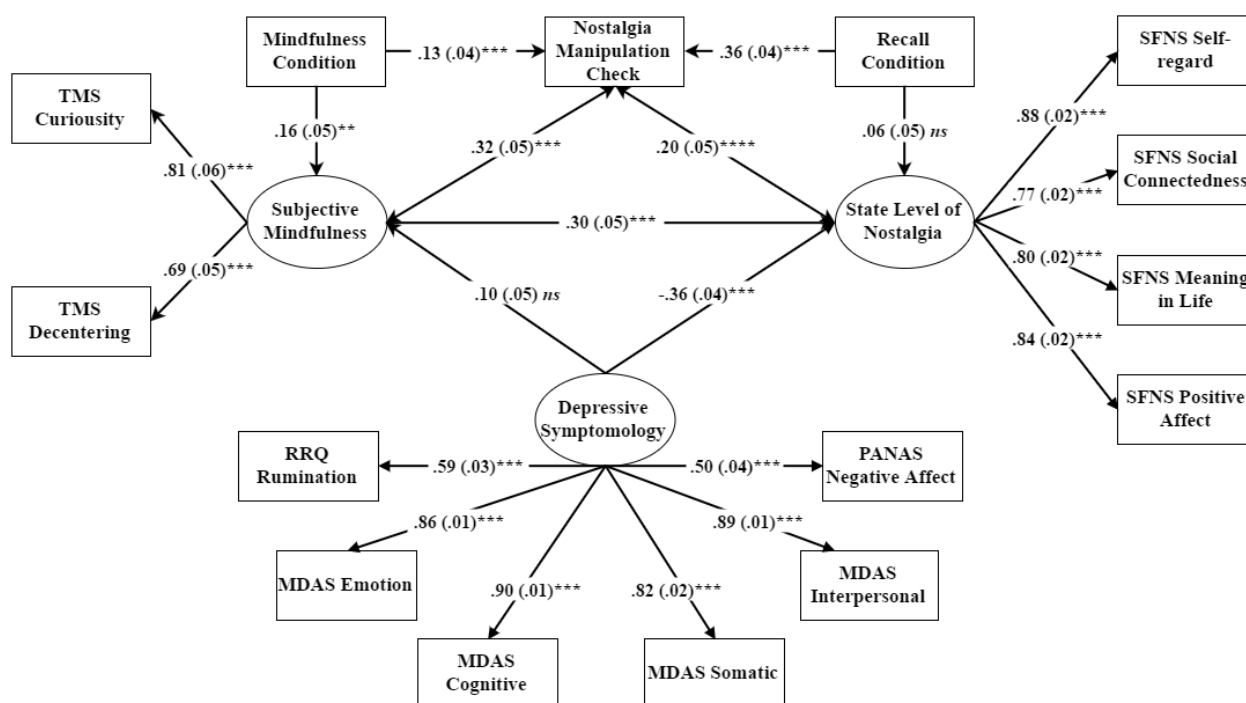 Mindfulness
Condition
.13 (.04)***
Nostalgia
Manipulation
Check
.36 (.04)***
Recall
Condition
SFNS Self-
regard
TMS
Curiousity
.16 (.05)**
.06 (.05) ns
.88 (.02)***
.32 (.05)***
.20 (.05)****
.81 (.06)***
SFNS Social
Connectedness
.77 (.02)***
Subjective
Mindfulness
.30 (.05)***
State Level of
Nostalgia
.80 (.02)***
.69 (.05)***
SFNS Meaning
in Life
TMS
Decentering
.10 (.05) ns
-.36 (.04)***
.84 (.02)***
SFNS Positive
Affect
Depressive
Symptomology
RRQ
Rumination
.59 (.03)***
.50 (.04)***
PANAS
Negative Affect
.86 (.01)***
.89 (.01)***
MDAS Emotion
.90 (.01)***
.82 (.02)***
MDAS
Interpersonal
MDAS
Cognitive
MDAS Somatic